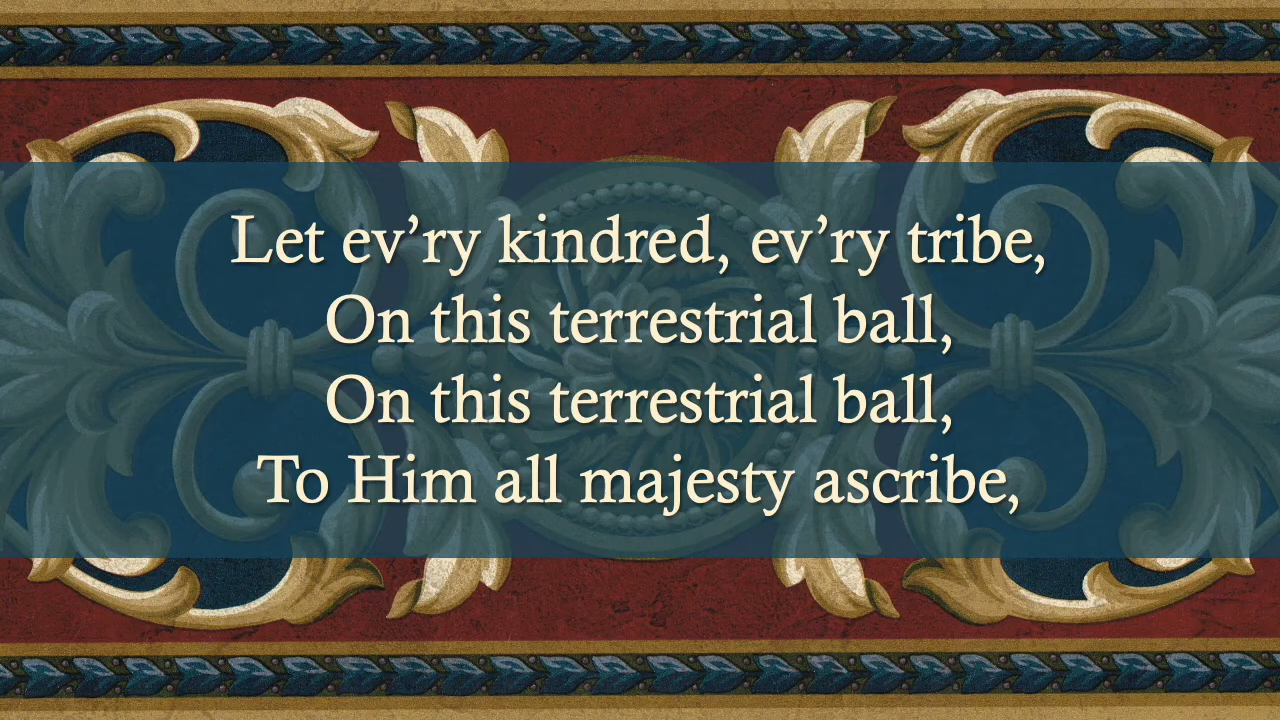 Let ev’ry kindred, ev’ry tribe,
On this terrestrial ball,
On this terrestrial ball,
To Him all majesty ascribe,